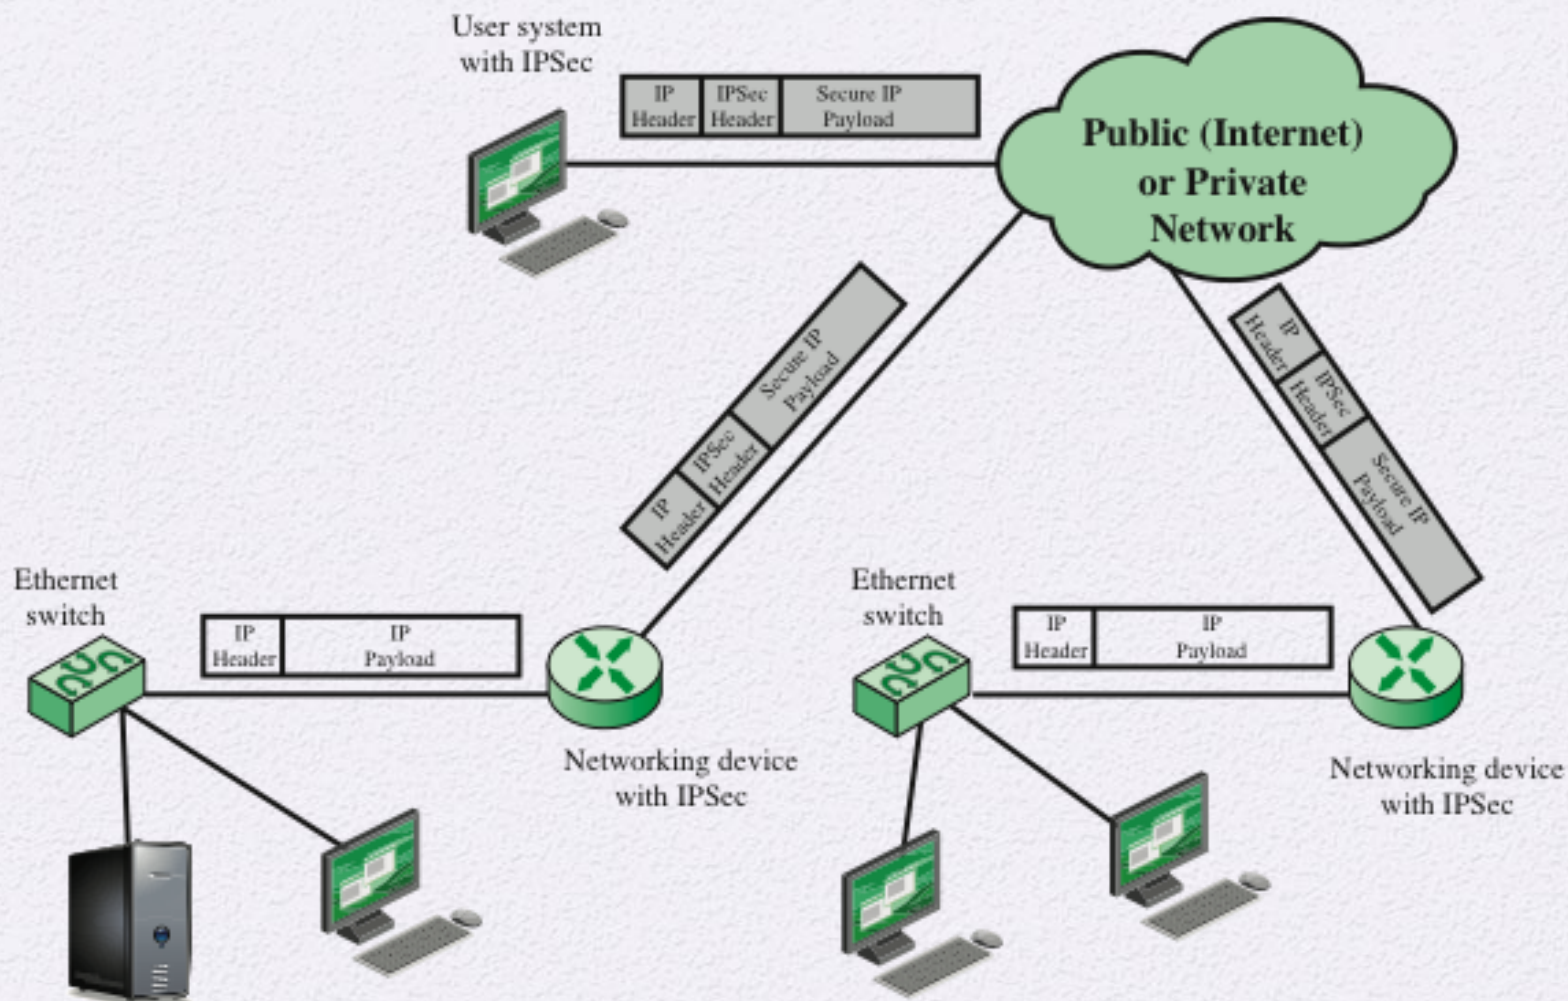 User system
with IPSec
IP
Header
IPSec
Header
Secure IP
Payload
Public (Internet)
or Private
Network
IP
Header
IPSec
Header
Secure IP
Payload
IP
Header
IPSec
Header
Secure IP
Payload
Ethernet
switch
IP
Header
IP
Payload
Networking device
with IPSec
Ethernet
switch
IP
Header
IP
Payload
Networking device
with IPSec